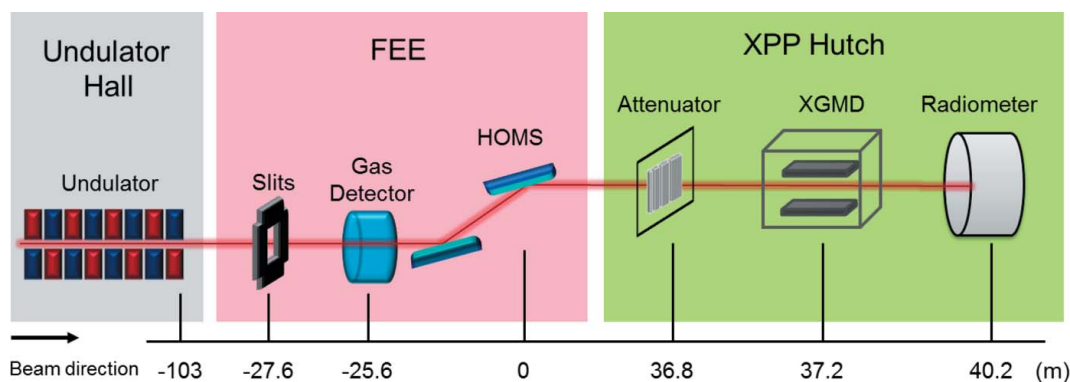 Undulator
Hall
FEE
XPP Hutch
Attenuator
XGMD
Radiometer
HOMS
Gas
Detector
Slits
Undulator
Beam direction
-103
-27.6
-25.6
0
36.8
37.2
40.2
(m)